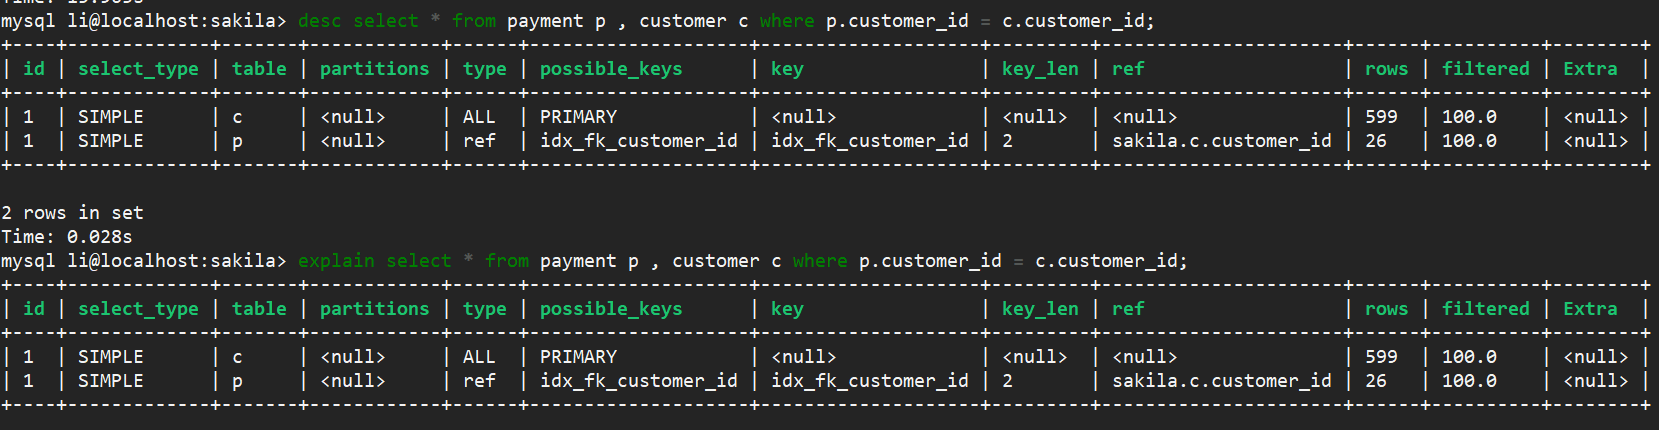 Time: 15.969s
mysql li@localhost:sakila> desc select * from payment p , customer c where p.customer_id = c.customer_id;
+----+-------------+-------+------------+------+--------------------+--------------------+---------+----------------------+------+----------+--------+
| id | select_type | table | partitions | type | possible_keys      | key                | key_len | ref                  | rows | filtered | Extra  |
+----+-------------+-------+------------+------+--------------------+--------------------+---------+----------------------+------+----------+--------+
| 1  | SIMPLE      | c     | <null>     | ALL  | PRIMARY            | <null>             | <null>  | <null>               | 599  | 100.0    | <null> |
| 1  | SIMPLE      | p     | <null>     | ref  | idx_fk_customer_id | idx_fk_customer_id | 2       | sakila.c.customer_id | 26   | 100.0    | <null> |
+----+-------------+-------+------------+------+--------------------+--------------------+---------+----------------------+------+----------+--------+
2 rows in set
Time: 0.028s
mysql li@localhost:sakila> explain select * from payment p , customer c where p.customer_id = c.customer_id;
+----+-------------+-------+------------+------+--------------------+--------------------+---------+----------------------+------+----------+--------+
| id | select_type | table | partitions | type | possible_keys      | key                | key_len | ref                  | rows | filtered | Extra  |
+----+-------------+-------+------------+------+--------------------+--------------------+---------+----------------------+------+----------+--------+
| 1  | SIMPLE      | c     | <null>     | ALL  | PRIMARY            | <null>             | <null>  | <null>               | 599  | 100.0    | <null> |
| 1  | SIMPLE      | p     | <null>     | ref  | idx_fk_customer_id | idx_fk_customer_id | 2       | sakila.c.customer_id | 26   | 100.0    | <null> |
+----+-------------+-------+------------+------+--------------------+--------------------+---------+----------------------+------+----------+--------+